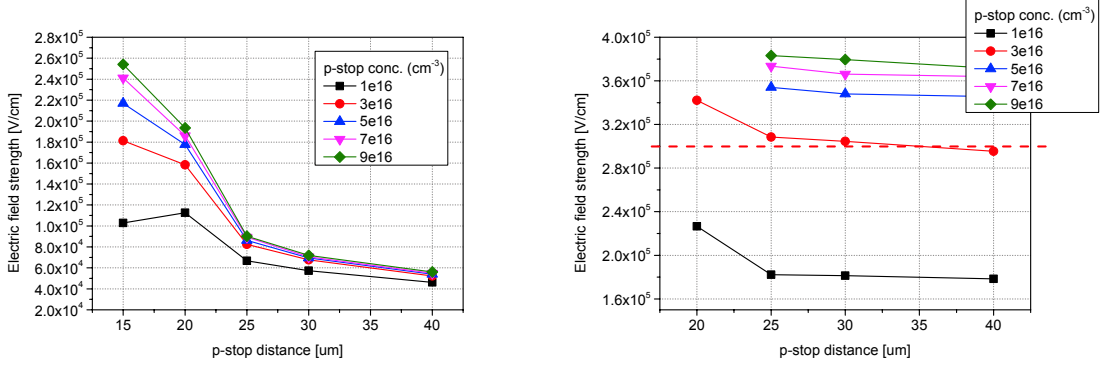 2.8x10⁵
2.6x10⁵
2.4x10⁵
2.2x10⁵
2.0x10⁵
1.8x10⁵
1.6x10⁵
1.4x10⁵
1.2x10⁵
1.0x10⁵
8.0x10⁴
6.0x10⁴
4.0x10⁴
2.0x10⁴
Electric field strength [V/cm]
15 20 25 30 35 40
p-stop distance [um]
p-stop conc. (cm⁻³)
1e16
3e16
5e16
7e16
9e16
4.0x10⁵
3.6x10⁵
3.2x10⁵
2.8x10⁵
2.4x10⁵
2.0x10⁵
1.6x10⁵
Electric field strength [V/cm]
20 25 30 35 40
p-stop distance [um]
p-stop conc. (cm⁻³)
1e16
3e16
5e16
7e16
9e16